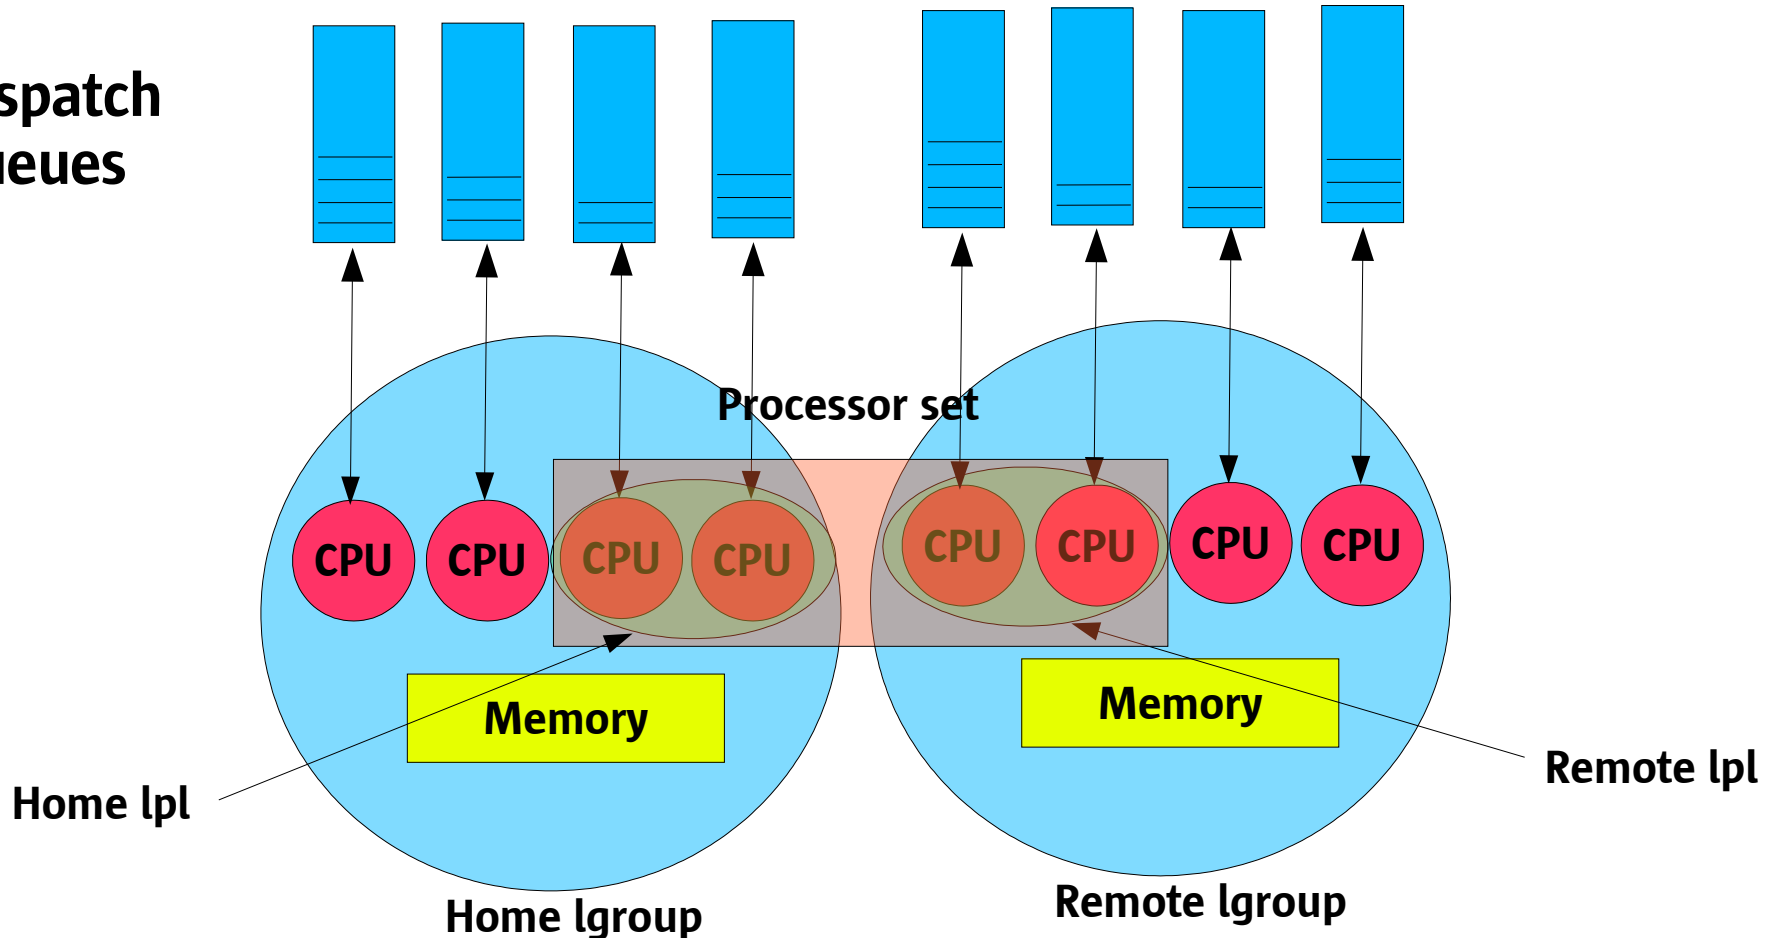 spatch
ueues
Processor set
CPU CPU CPU CPU CPU CPU CPU CPU
Memory Memory
Home lpl
Remote lpl
Home lgroup
Remote lgroup